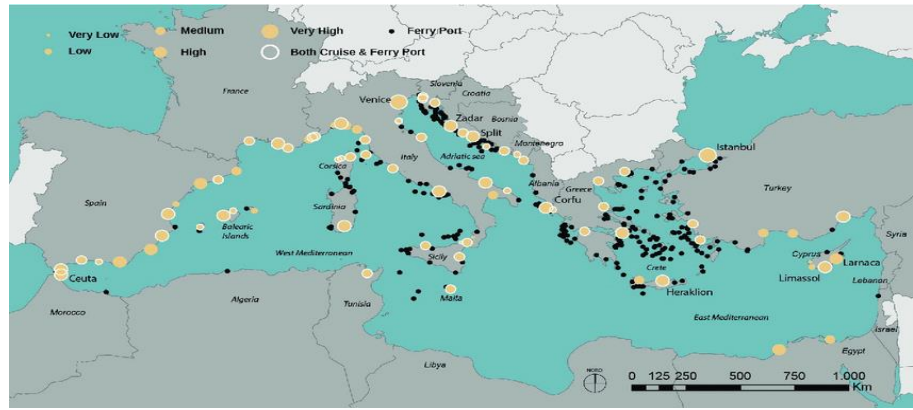 Very Low
Medium
Very High
Ferry Port
Low
High
Both Cruise & Ferry Port
France
Slovenia
Croatia
Venice
Bosnia
Zadar
Split
Montenegro
Istanbul
Corsica
Italy
Adriatic sea
Albania
Greece
Turkey
Spain
Sardinia
Corfu
Balearic
Islands
Syria
West Mediterranean
Sicily
Cyprus
Larnaca
Ceuta
Crete
Limassol
Lebanon
Malta
Heraklion
Morocco
Algeria
Tunisia
East Mediterranean
Israel
Libya
Egypt
NORD
0 125 250 500 750 1.000
Km